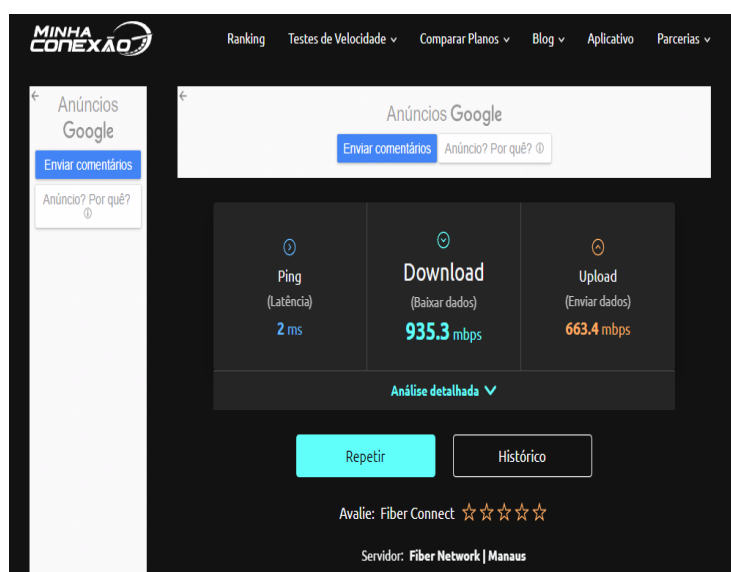 MINHA
CONEXÃO
Ranking Testes de Velocidade Comparar Planos Blog Aplicativo Parcerias
Anúncios
Google
Enviar comentários
Anúncio? Por quê?
Anúncios Google
Enviar comentários Anúncio? Por quê?
Ping
(Latência)
2 ms
Download
(Baixar dados)
935.3 mbps
Upload
(Enviar dados)
663.4 mbps
Análise detalhada
Repetir
Histórico
Avalie: Fiber Connect
Servidor: Fiber Network | Manaus